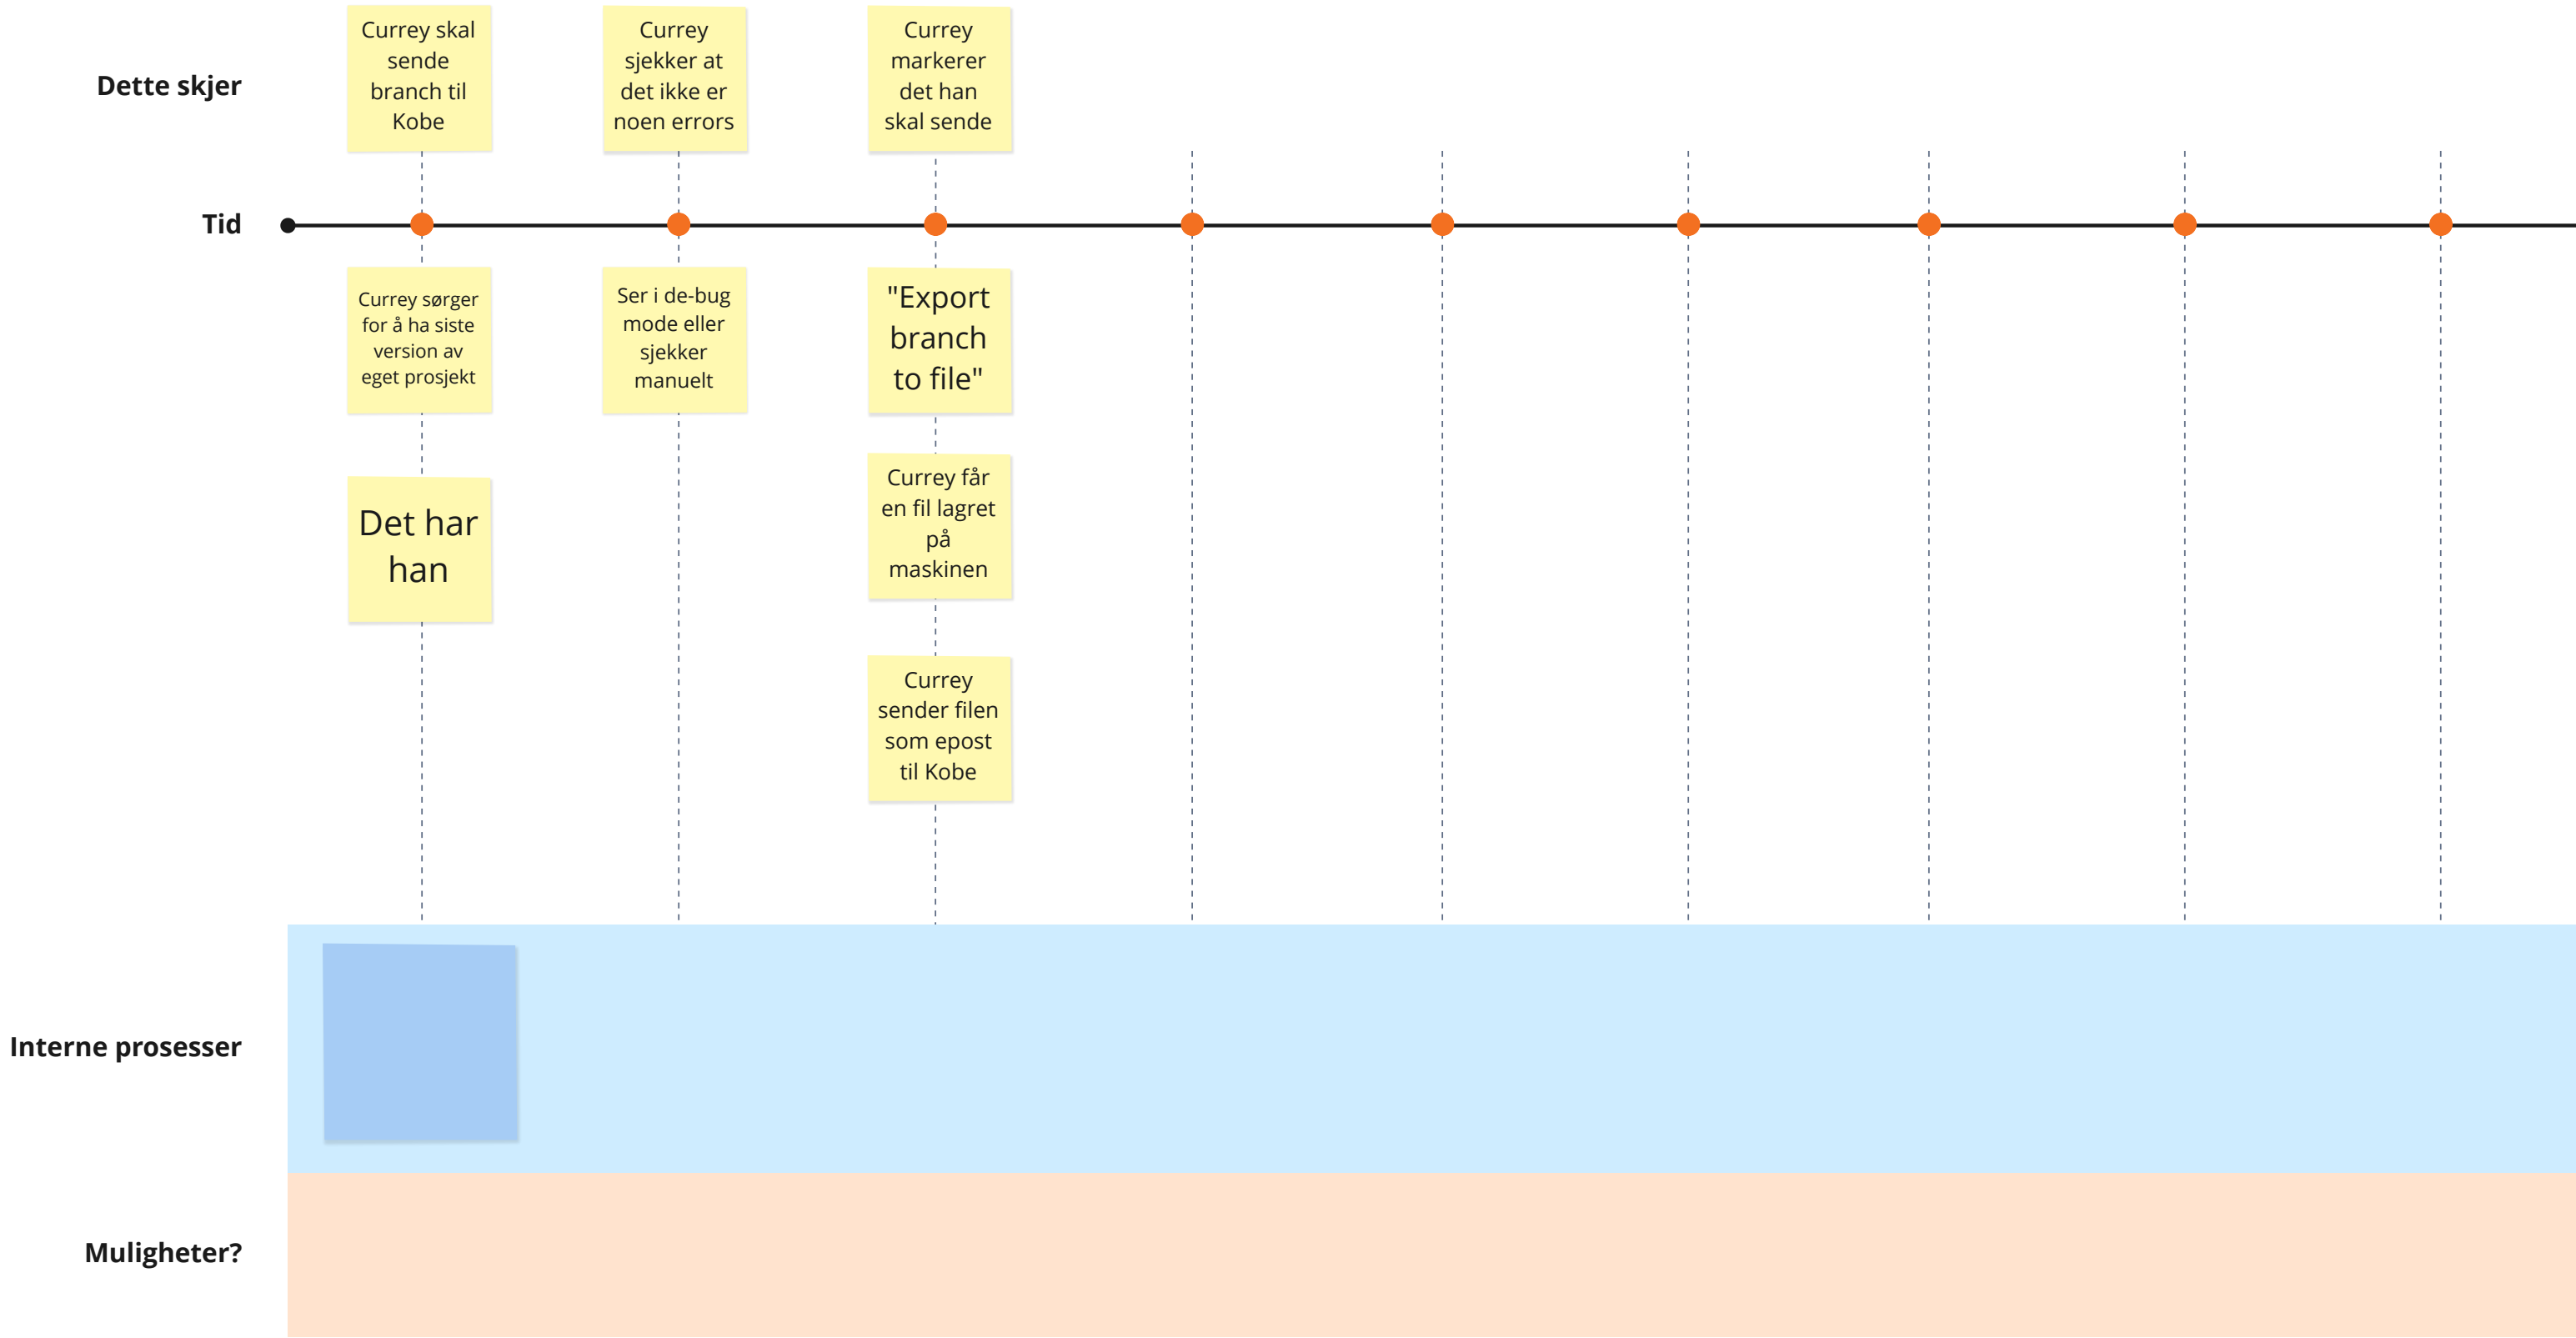 Currey skal
sende
branch til
Kobe
Currey
sjekker at
det ikke er
noen errors
Currey
markerer
det han
skal sende
Dette skjer
Tid
Currey sørger
for å ha siste
version av
eget prosjekt
Ser i de-bug
mode eller
sjekker
manuelt
"Export
branch
to file"
Det har
han
Currey får
en fil lagret
på
maskinen
Currey
sender filen
som epost
til Kobe
Interne prosesser
Muligheter?